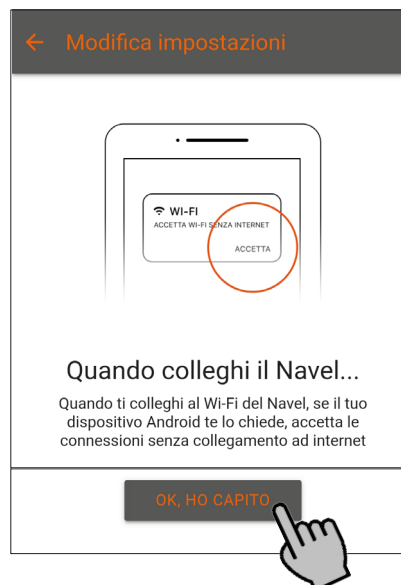 Modifica impostazioni
WI-FI
ACCETTA WI-FI SENZA INTERNET
ACCETTA
Quando colleghi il Navel...
Quando ti colleghi al Wi-Fi del Navel, se il tuo
dispositivo Android te lo chiede, accetta le
connessioni senza collegamento ad internet
OK, HO CAPITO